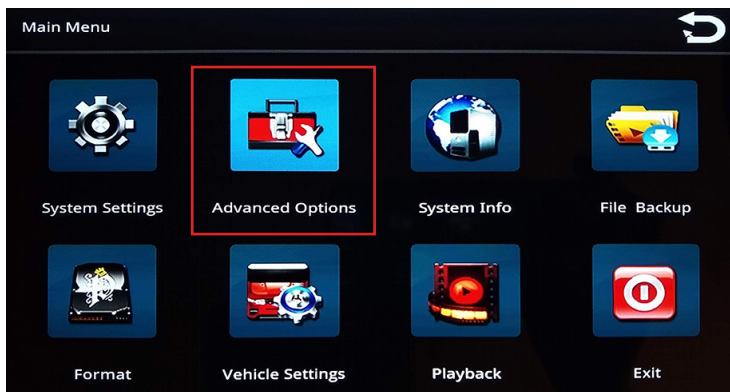 Main Menu
System Settings
Advanced Options
System Info
File Backup
Format
Vehicle Settings
Playback
Exit